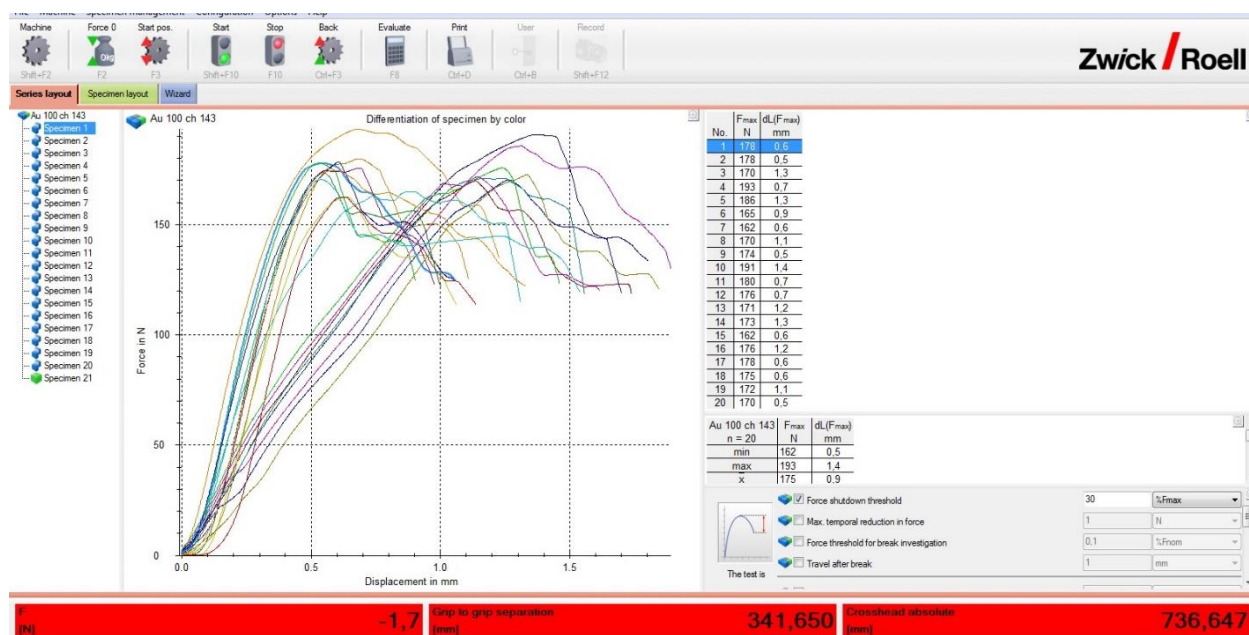 File Machine Specimen management Configuration Options Help
Machine Force 0 Start pos. Start Stop Back Evaluate Print User Record
Shift+F2 F2 F3 Shift+F10 F10 Ctrl+F3 F8 Ctrl+D Ctrl+B Shift+F12
Zwick / Roell
Series layout Specimen layout Wizard
Au 100 ch 143
Specimen 1
Specimen 2
Specimen 3
Specimen 4
Specimen 5
Specimen 6
Specimen 7
Specimen 8
Specimen 9
Specimen 10
Specimen 11
Specimen 12
Specimen 13
Specimen 14
Specimen 15
Specimen 16
Specimen 17
Specimen 18
Specimen 19
Specimen 20
Specimen 21
Au 100 ch 143 Differentiation of specimen by color
Force in N
150
100
50
0
0.0 0.5 1.0 1.5
Displacement in mm
Fmax dL(Fmax)
No. N mm
1 178 0,6
2 178 0,5
3 170 1,3
4 193 0,7
5 186 1,3
6 165 0,9
7 162 0,6
8 170 1,1
9 174 0,5
10 191 1,4
11 180 0,7
12 176 0,7
13 171 1,2
14 173 1,3
15 162 0,6
16 176 1,2
17 178 0,6
18 175 0,6
19 172 1,1
20 170 0,5
Au 100 ch 143 Fmax dL(Fmax)
n = 20 N mm
min 162 0,5
max 193 1,4
x̄ 175 0,9
Force shutdown threshold 30 %Fmax
Max. temporal reduction in force 1 N
Force threshold for break investigation 0,1 %Fnom
Travel after break 1 mm
The test is
F [N] -1,7
Grip to grip separation [mm] 341,650
Crosshead absolute [mm] 736,647